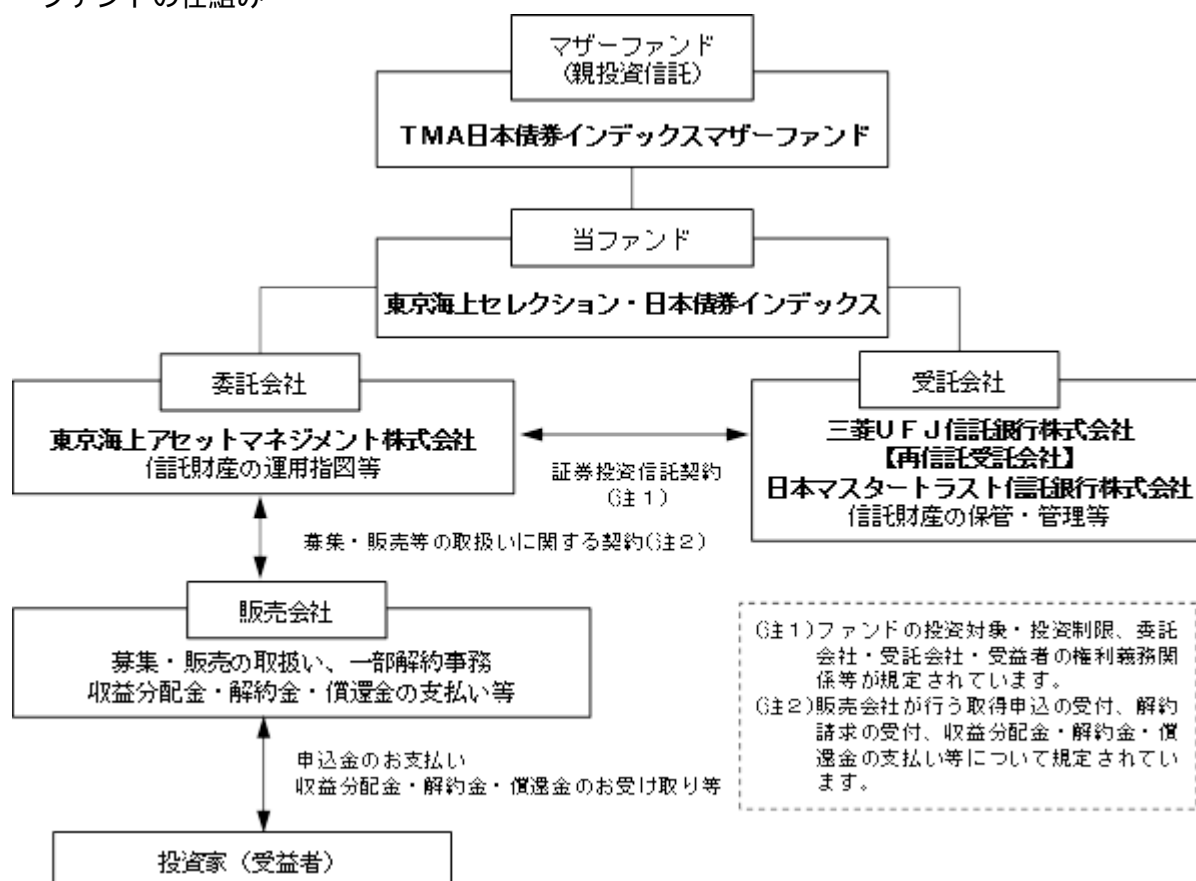 ファンドの仕組み
マザーファンド
(親投資信託)
TMA日本債券インデックスマザーファンド
当ファンド
東京海上セレクション・日本債券インデックス
委託会社
東京海上アセットマネジメント株式会社
信託財産の運用指図等
受託会社
三菱UFJ信託銀行株式会社
【再信託受託会社】
日本マスタートラスト信託銀行株式会社
信託財産の保管・管理等
証券投資信託契約
(注1)
募集・販売等の取扱いに関する契約(注2)
販売会社
募集・販売の取扱い、一部解約事務
収益分配金・解約金・償還金の支払い等
(注1)ファンドの投資対象・投資制限、委託
会社・受託会社・受益者の権利義務関
係等が規定されています。
(注2)販売会社が行う取得申込の受付、解約
請求の受付、収益分配金・解約金・償
還金の支払い等について規定されてい
ます。
申込金のお支払い
収益分配金・解約金・償還金のお受け取り等
投資家(受益者)